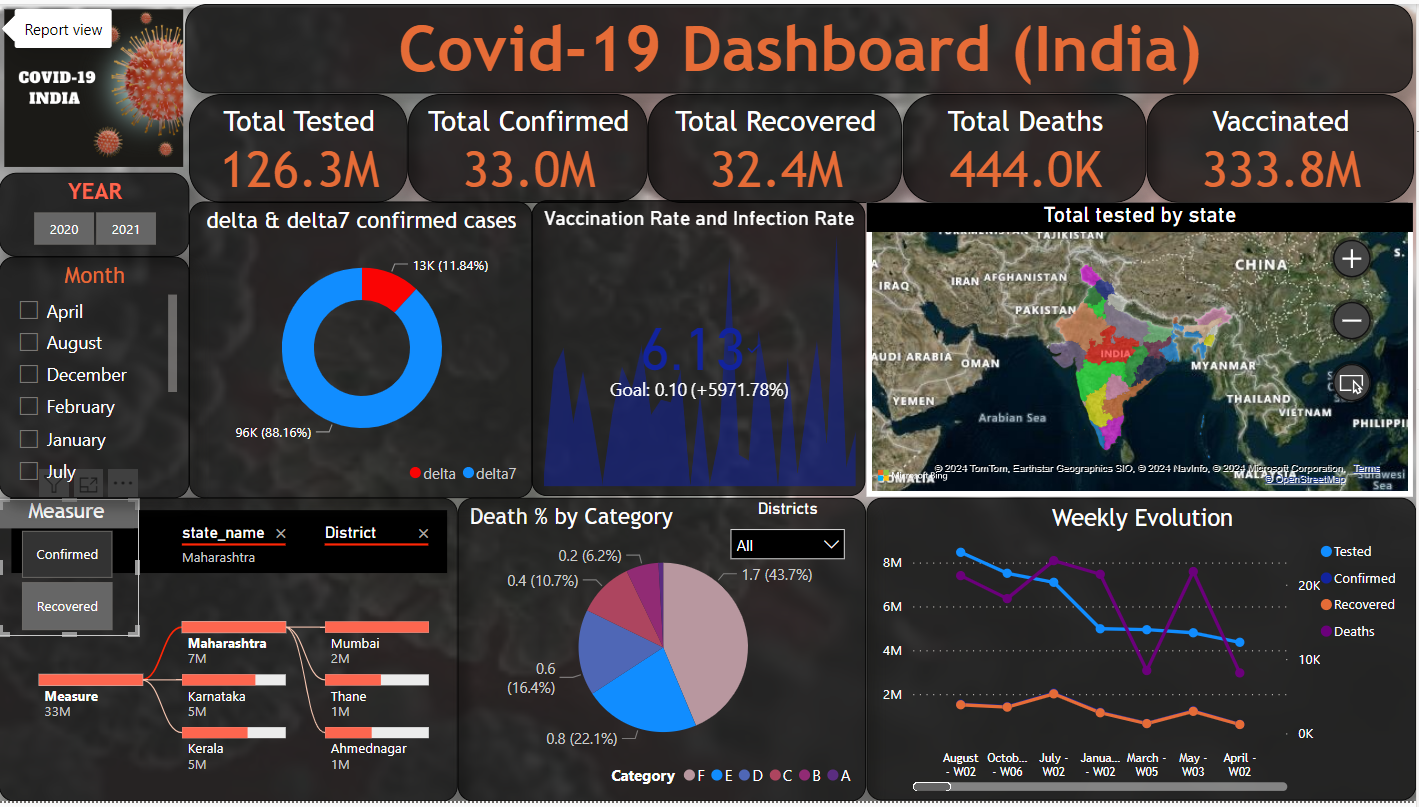 Report view
COVID-19
INDIA
Covid-19 Dashboard (India)
Total Tested
126.3M
Total Confirmed
33.0M
Total Recovered
32.4M
Total Deaths
444.0K
Vaccinated
333.8M
YEAR
2020
2021
Month
April
August
December
February
January
July
delta & delta7 confirmed cases
13K (11.84%)
96K (88.16%)
delta
delta7
Vaccination Rate and Infection Rate
6.13
Goal: 0.10 (+5971.78%)
Total tested by state
TAJIKISTAN
CHINA
IRAQ
IRAN
AFGHANISTAN
PAKISTAN
INDIA
OMAN
MYANMAR
YEMEN
THAILAND
VIETNAM
Arabian Sea
MALAYSIA
© 2024 TomTom, Earthstar Geographics SIO, © 2024 NavInfo, © 2024 Microsoft Corporation, Terms
© OpenStreetMap
Measure
Confirmed
Recovered
state_name
Maharashtra
District
Measure
33M
Maharashtra
7M
Karnataka
5M
Kerala
5M
Mumbai
2M
Thane
1M
Ahmednagar
1M
Death % by Category
Districts
All
0.2 (6.2%)
0.4 (10.7%)
0.6
(16.4%)
0.8 (22.1%)
1.7 (43.7%)
Category F E D C B A
Weekly Evolution
8M
6M
4M
2M
20K
10K
0K
Tested
Confirmed
Recovered
Deaths
August
- W02
Octob...
- W06
July -
W02
Janua...
- W02
March -
W05
May -
W03
April -
W02